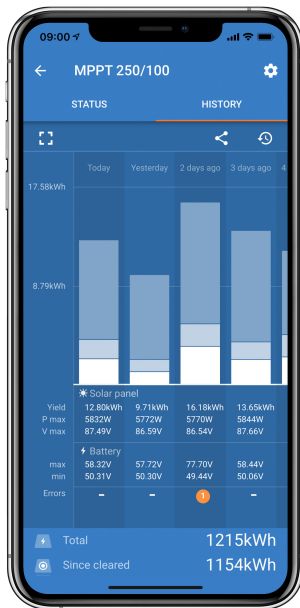 09:00
MPPT 250/100
STATUS HISTORY
Today Yesterday 2 days ago 3 days ago 4
17.58kWh
8.79kWh
Solar panel
Yield 12.80kWh 9.71kWh 16.18kWh 13.65kWh
P max 5832W 5772W 5770W 5844W
V max 87.49V 86.59V 86.54V 87.66V
Battery
max 58.32V 57.72V 77.70V 58.44V
min 50.31V 50.30V 49.44V 50.06V
Errors – – 1 –
Total 1215kWh
Since cleared 1154kWh